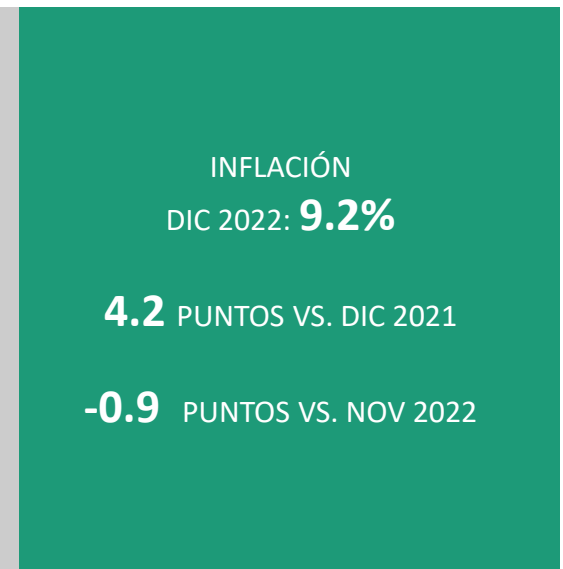 INFLACIÓN
DIC 2022: 9.2%
4.2 PUNTOS VS. DIC 2021
-0.9 PUNTOS VS. NOV 2022